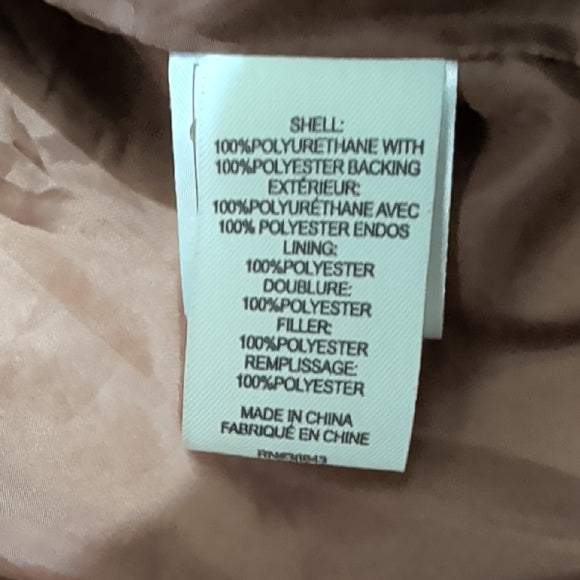 SHELL:
100%POLYURETHANE WITH
100%POLYESTER BACKING
EXTÉRIEUR:
100%POLYURÉTHANE AVEC
100% POLYESTER ENDOS
LINING:
100%POLYESTER
DOUBLURE:
100%POLYESTER
FILLER:
100%POLYESTER
REMPLISSAGE:
100%POLYESTER
MADE IN CHINA
FABRIQUÉ EN CHINE